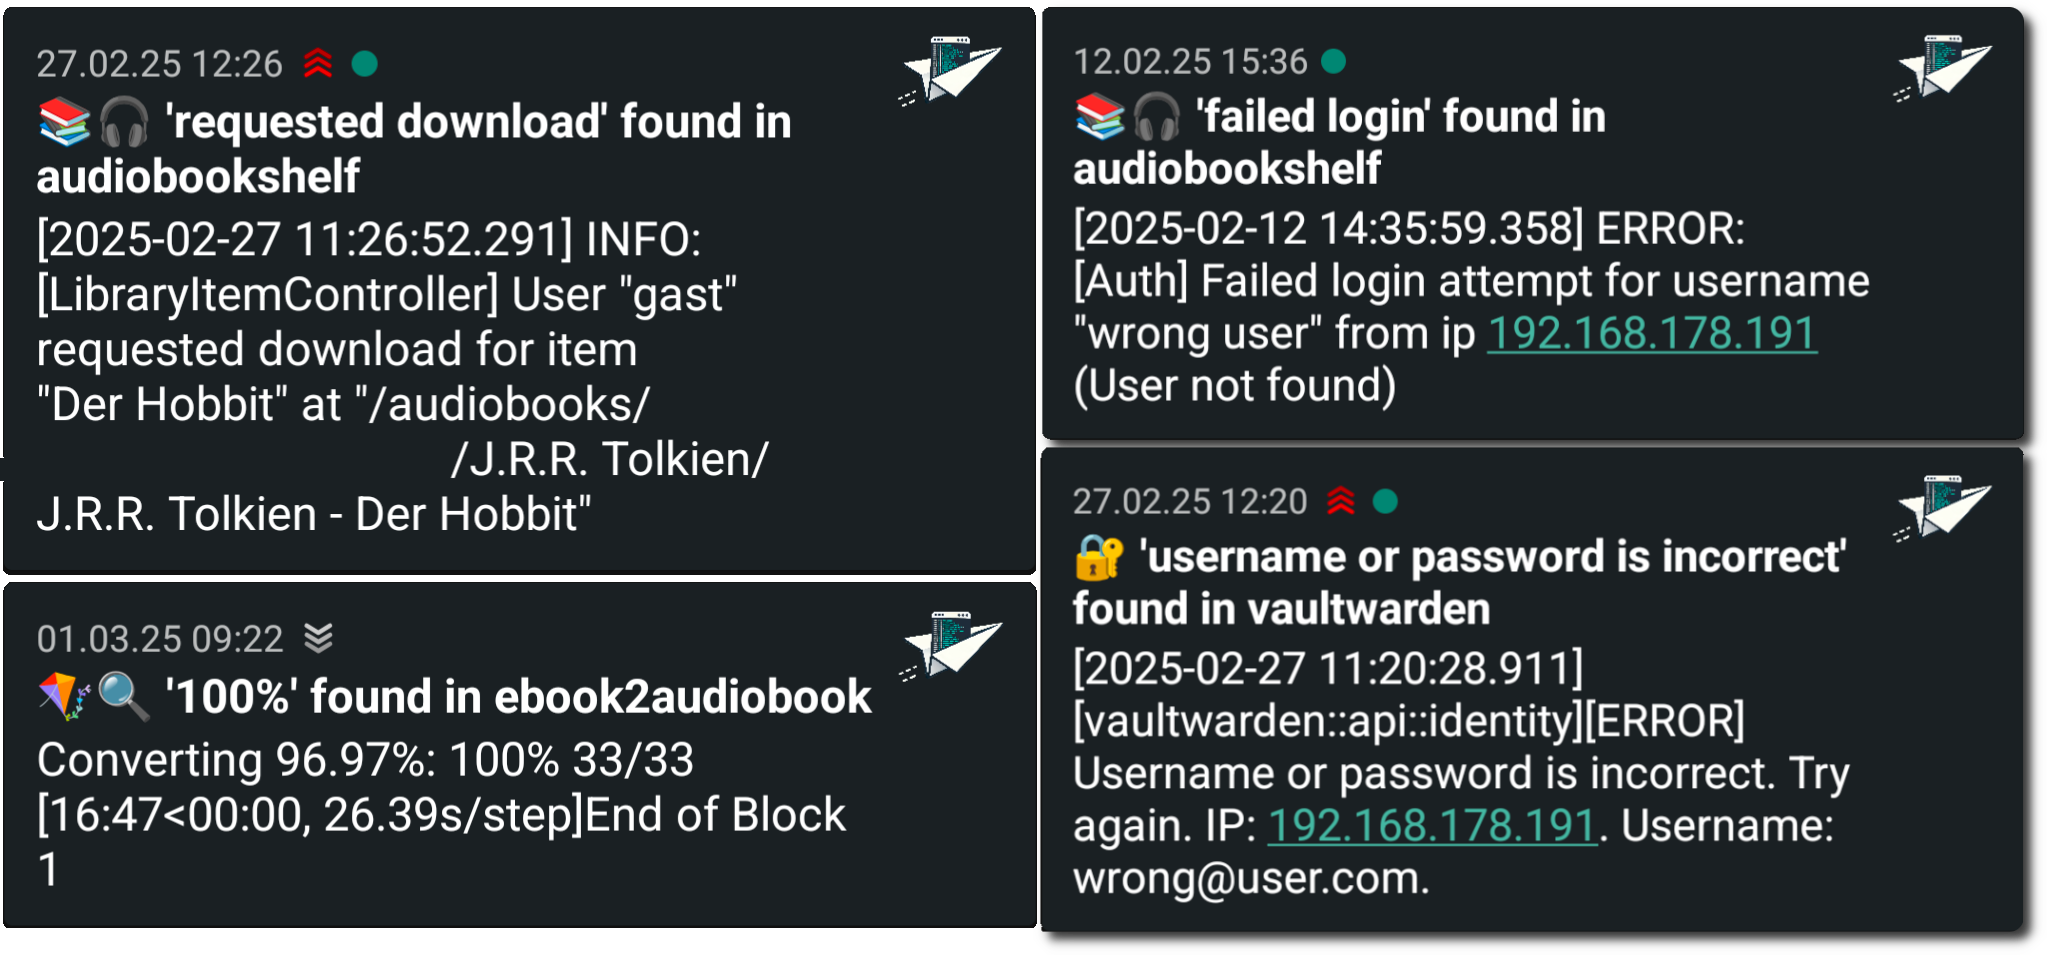 27.02.25 12:26
'requested download' found in
audiobookshelf
[2025-02-27 11:26:52.291] INFO:
[LibraryItemController] User "gast"
requested download for item
"Der Hobbit" at "/audiobooks/
/J.R.R. Tolkien/
J.R.R. Tolkien - Der Hobbit"
01.03.25 09:22
'100%' found in ebook2audiobook
Converting 96.97%: 100% 33/33
[16:47<00:00, 26.39s/step]End of Block
1
12.02.25 15:36
'failed login' found in
audiobookshelf
[2025-02-12 14:35:59.358] ERROR:
[Auth] Failed login attempt for username
"wrong user" from ip 192.168.178.191
(User not found)
27.02.25 12:20
'username or password is incorrect'
found in vaultwarden
[2025-02-27 11:20:28.911]
[vaultwarden::api::identity][ERROR]
Username or password is incorrect. Try
again. IP: 192.168.178.191. Username:
wrong@user.com.